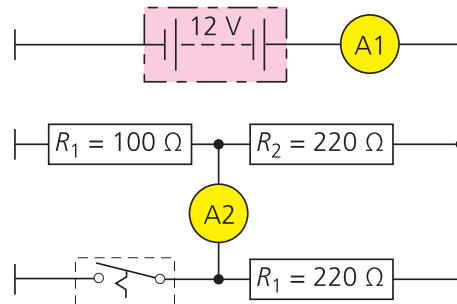 12 V
A1
R₁ = 100 Ω
R₂ = 220 Ω
A2
R₁ = 220 Ω